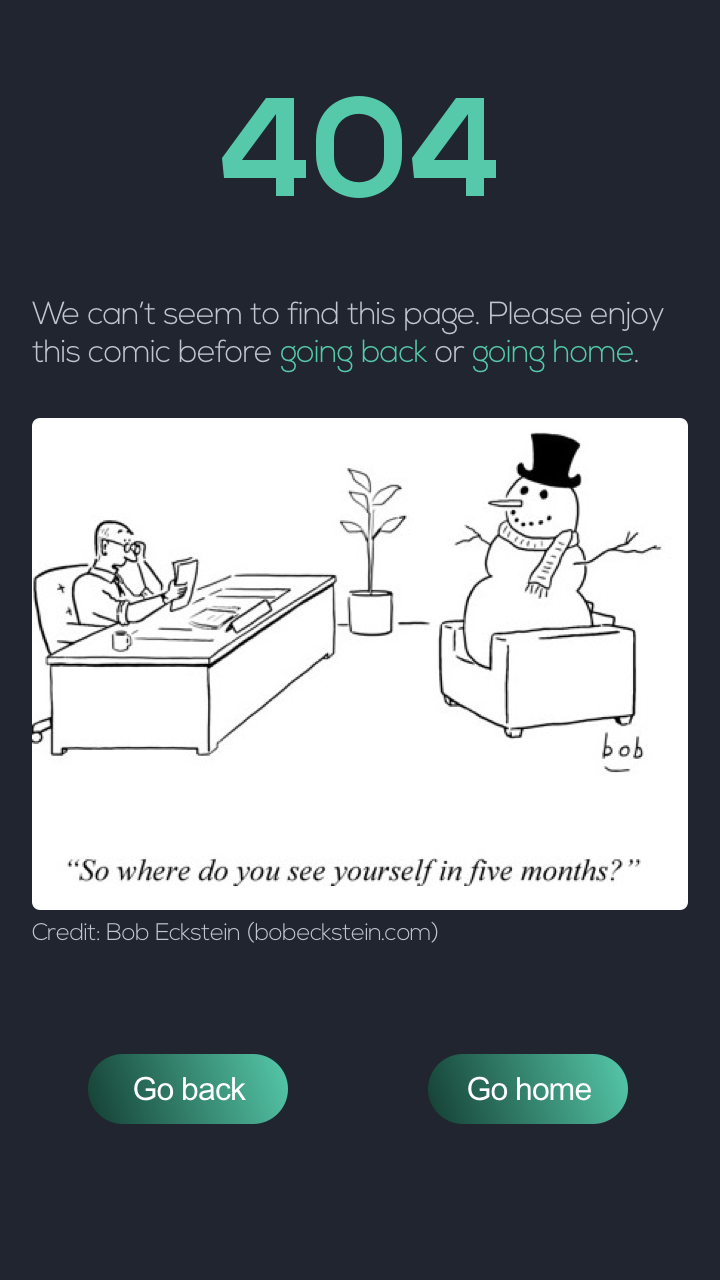 404
We can’t seem to find this page. Please enjoy
this comic before going back or going home.
bob
“So where do you see yourself in five months?”
Credit: Bob Eckstein (bobeckstein.com)
Go back
Go home